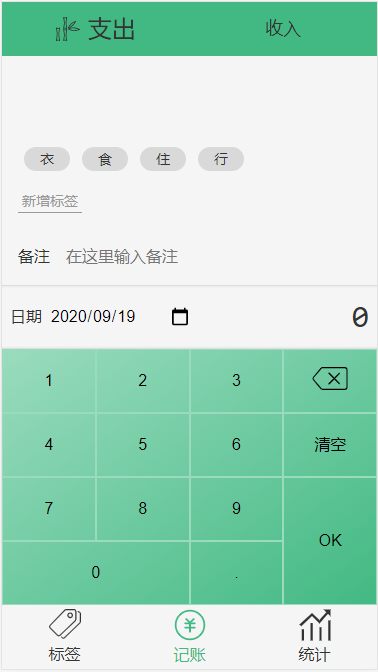 支出 收入
衣 食 住 行
新增标签
备注 在这里输入备注
日期 2020/09/19 0
1 2 3
4 5 6 清空
7 8 9
OK
0 .
标签 记账 统计